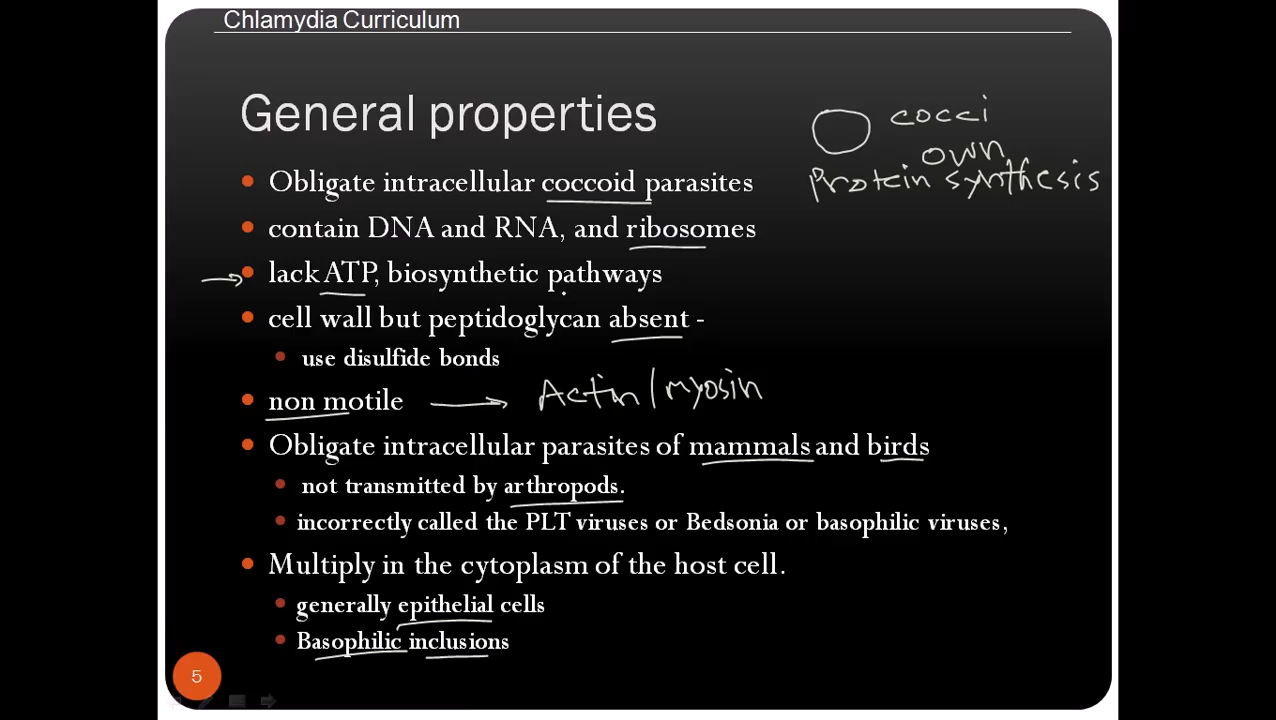 Chlamydia Curriculum
General properties
cocci
own
Protein synthesis
• Obligate intracellular coccoid parasites
• contain DNA and RNA, and ribosomes
• lack ATP, biosynthetic pathways
• cell wall but peptidoglycan absent -
• use disulfide bonds
• non motile → Actin/myosin
• Obligate intracellular parasites of mammals and birds
• not transmitted by arthropods.
• incorrectly called the PLT viruses or Bedsonia or basophilic viruses,
• Multiply in the cytoplasm of the host cell.
• generally epithelial cells
• Basophilic inclusions
5